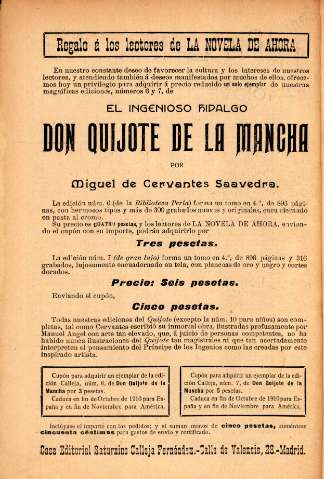 Regalo á los lectores de LA NOVELA DE AHORA
En nuestro constante deseo de favorecer la cultura y los intereses de nuestros
lectores, y atendiendo también á deseos manifestados por muchos de ellos, ofrece-
mos hoy un privilegio para adquirir á precio reducido un solo ejemplar de nuestras
magníficas ediciones, números 6 y 7, de
EL INGENIOSO HIDALGO
DON QUIJOTE DE LA MANCHA
POR
Miguel de Cervantes Saavedra.
La edición núm. 6 (de la Biblioteca Perla) forma un tomo en 4.º, de 896 pági-
nas, con hermosos tipos y más de 300 grabados nuevos y originales, encuadernado
en pasta al cromo.
Su precio es CUATRO pesetas, y los lectores de LA NOVELA DE AHORA, envian-
do el cupón con su importe, podrán adquirirlo por
Tres pesetas.
La edición núm. 7 (de gran lujo) forma un tomo en 4.º, de 896 páginas y 316
grabados, lujosamente encuadernado en tela, con planchas de oro y negro y cortes
dorados.
Precio: Seis pesetas.
Enviando el cupón,
Cinco pesetas.
Todas nuestras ediciones del Quijote (excepto la núm. 10 para niños) son comple-
tas, tal como Cervantes escribió su inmortal obra, ilustradas profusamente por
Manuel Angel con arte tan elevado, que, á juicio de personas competentes, no ha
habido nunca ilustraciones del Quijote tan magistrales ni que tan acertadamente
interpreten el pensamiento del Príncipe de los Ingenios como las creadas por este
inspirado artista.
Cupón para adquirir un ejemplar de la edi-
ción Calleja, núm. 6, de Don Quijote de la
Mancha por 3 pesetas.
Caduca en fin de Octubre de 1910 para Es-
paña y en fin de Noviembre para América.
Cupón para adquirir un ejemplar de la edi-
ción Calleja, núm. 7, de Don Quijote de la
Mancha por 5 pesetas.
Caduca en fin de Octubre de 1910 para Es-
paña y en fin de Noviembre para América.
Inclúyase el importe con los pedidos; y si suman menos de cinco pesetas, auméntese
cincuenta céntimos para gastos de envío y certificado.
Casa Editorial Saturnino Calleja Fernández.-Calle de Valencia, 28.-Madrid.